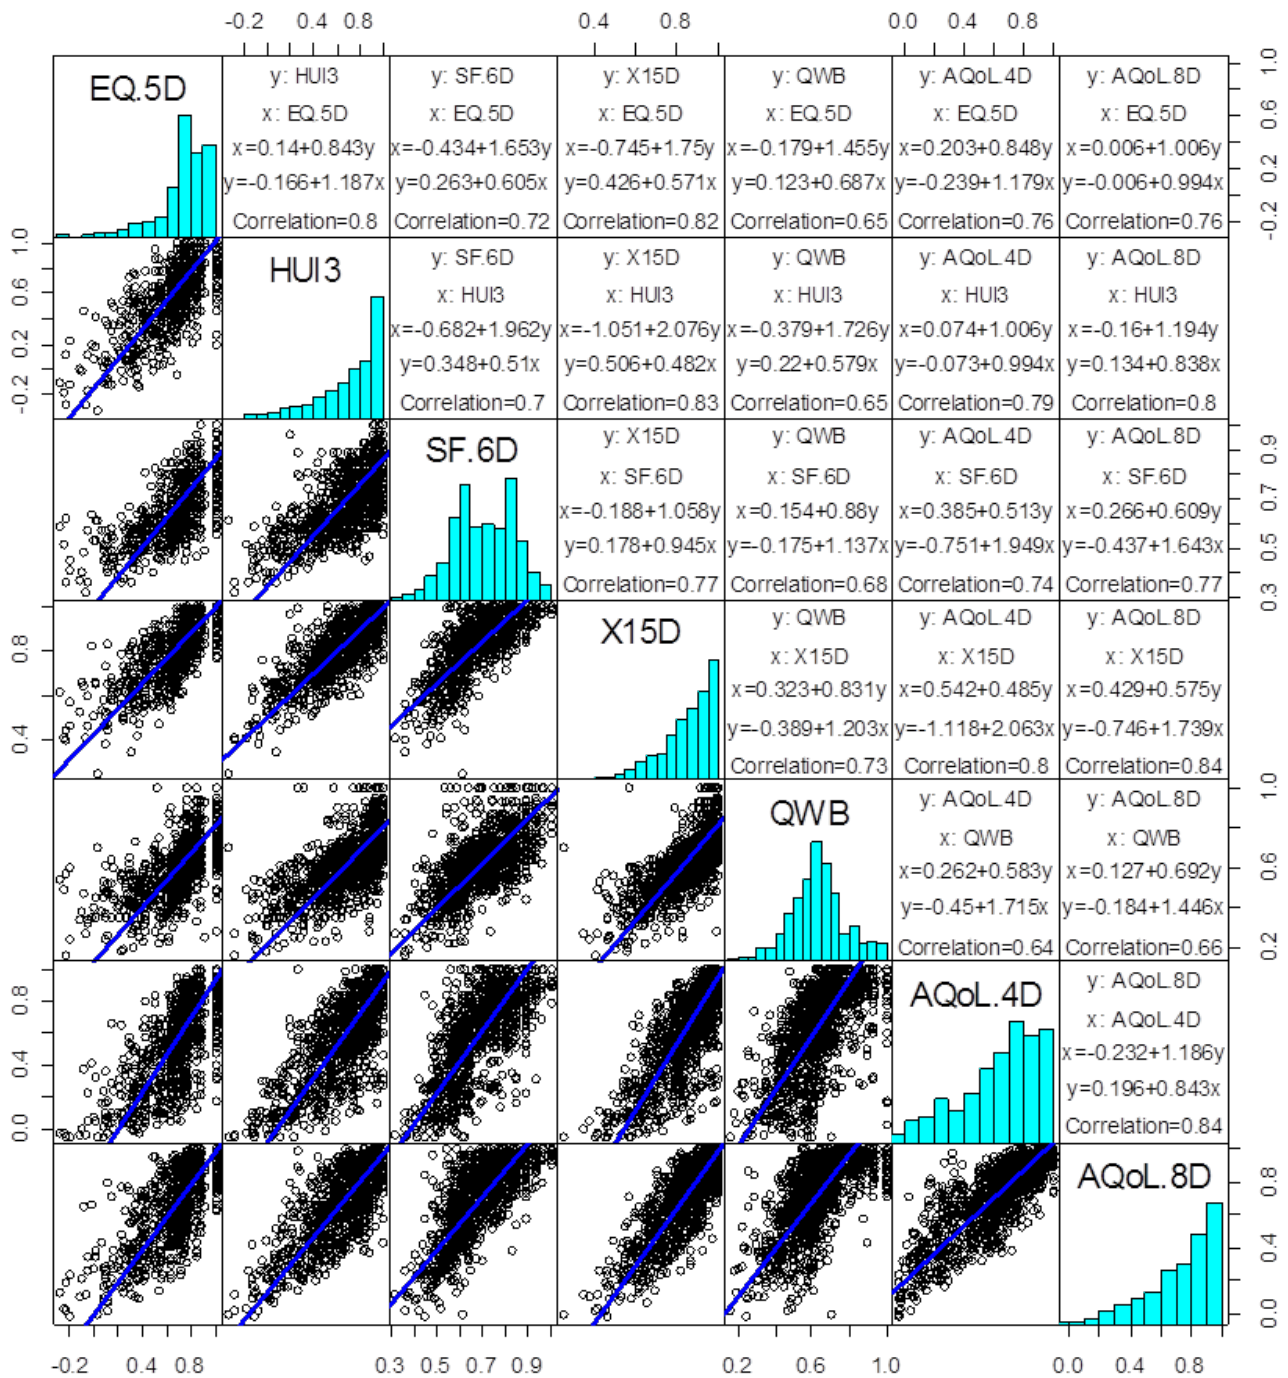 -0.2 0.4 0.8 0.4 0.8 0.0 0.4 0.8
EQ.5D
y: HUI3
x: EQ.5D
x=0.14+0.843y
y=-0.166+1.187x
Correlation=0.8
y: SF.6D
x: EQ.5D
x=-0.434+1.653y
y=0.263+0.605x
Correlation=0.72
y: X15D
x: EQ.5D
x=-0.745+1.75y
y=0.426+0.571x
Correlation=0.82
y: QWB
x: EQ.5D
x=-0.179+1.455y
y=0.123+0.687x
Correlation=0.65
y: AQoL.4D
x: EQ.5D
x=0.203+0.848y
y=-0.239+1.179x
Correlation=0.76
y: AQoL.8D
x: EQ.5D
x=0.006+1.006y
y=-0.006+0.994x
Correlation=0.76
-0.2 0.2 0.6 1.0
-0.2 0.2 0.6 1.0
HUI3
y: SF.6D
x: HUI3
x=-0.682+1.962y
y=0.348+0.51x
Correlation=0.7
y: X15D
x: HUI3
x=-1.051+2.076y
y=0.506+0.482x
Correlation=0.83
y: QWB
x: HUI3
x=-0.379+1.726y
y=0.22+0.579x
Correlation=0.65
y: AQoL.4D
x: HUI3
x=0.074+1.006y
y=-0.073+0.994x
Correlation=0.79
y: AQoL.8D
x: HUI3
x=-0.16+1.194y
y=0.134+0.838x
Correlation=0.8
SF.6D
y: X15D
x: SF.6D
x=-0.188+1.058y
y=0.178+0.945x
Correlation=0.77
y: QWB
x: SF.6D
x=0.154+0.88y
y=-0.175+1.137x
Correlation=0.68
y: AQoL.4D
x: SF.6D
x=0.385+0.513y
y=-0.751+1.949x
Correlation=0.74
y: AQoL.8D
x: SF.6D
x=0.266+0.609y
y=-0.437+1.643x
Correlation=0.77
0.3 0.5 0.7 0.9
0.4 0.8
X15D
y: QWB
x: X15D
x=0.323+0.831y
y=-0.389+1.203x
Correlation=0.73
y: AQoL.4D
x: X15D
x=0.542+0.485y
y=-1.118+2.063x
Correlation=0.8
y: AQoL.8D
x: X15D
x=0.429+0.575y
y=-0.746+1.739x
Correlation=0.84
QWB
y: AQoL.4D
x: QWB
x=0.262+0.583y
y=-0.45+1.715x
Correlation=0.64
y: AQoL.8D
x: QWB
x=0.127+0.692y
y=-0.184+1.446x
Correlation=0.66
0.2 0.6 1.0
0.0 0.4 0.8
AQoL.4D
y: AQoL.8D
x: AQoL.4D
x=-0.232+1.186y
y=0.196+0.843x
Correlation=0.84
AQoL.8D
0.0 0.4 0.8
-0.2 0.4 0.8 0.3 0.5 0.7 0.9 0.2 0.6 1.0 0.0 0.4 0.8